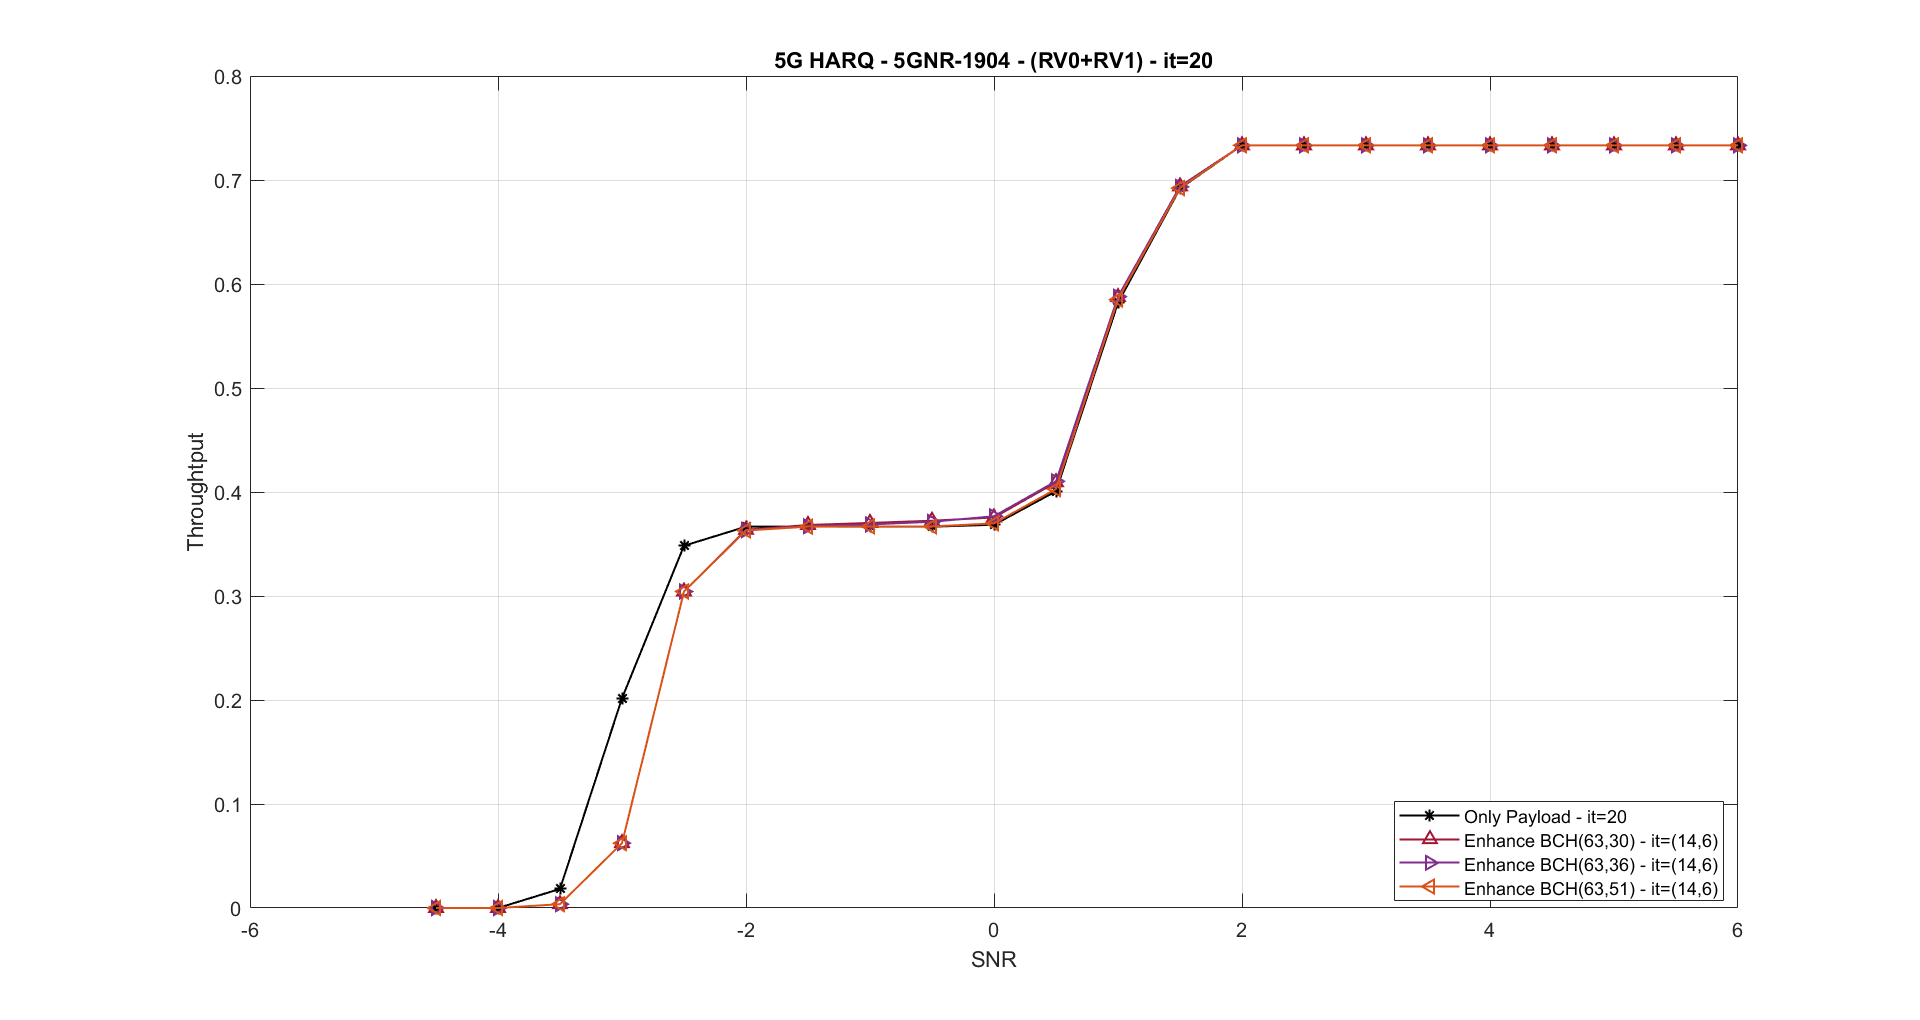 5G HARQ - 5GNR-1904 - (RV0+RV1) - it=20
0.8
0.7
0.6
0.5
0.4
0.3
0.2
0.1
0
Throughtput
-6
-4
-2
0
2
4
6
SNR
Only Payload - it=20
Enhance BCH(63,30) - it=(14,6)
Enhance BCH(63,36) - it=(14,6)
Enhance BCH(63,51) - it=(14,6)